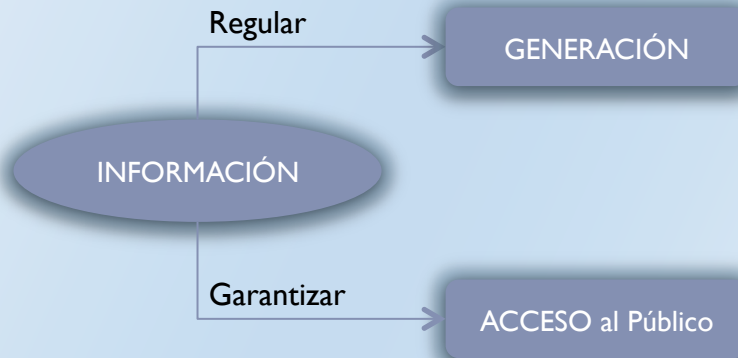 Regular
GENERACIÓN
INFORMACIÓN
Garantizar
ACCESO al Público